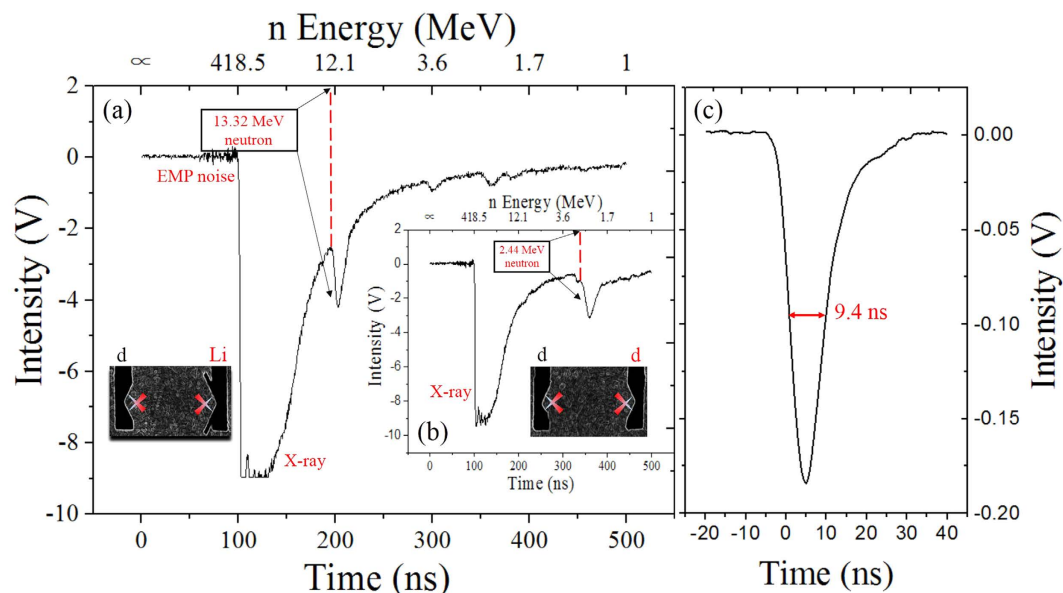 n Energy (MeV)
∝ 418.5 12.1 3.6 1.7 1
2
0
-2
-4
-6
-8
-10
Intensity (V)
(a)
13.32 MeV
neutron
EMP noise
d Li
X-ray
0 100 200 300 400 500
Time (ns)
n Energy (MeV)
∞ 418.5 12.1 3.6 1.7 1
2
0
-2
-4
-6
-8
-10
Intensity (V)
2.44 MeV
neutron
X-ray
d d
(b)
0 100 200 300 400 500
Time (ns)
(c)
9.4 ns
0.00
-0.05
-0.10
-0.15
-0.20
Intensity (V)
-20 -10 0 10 20 30 40
Time (ns)